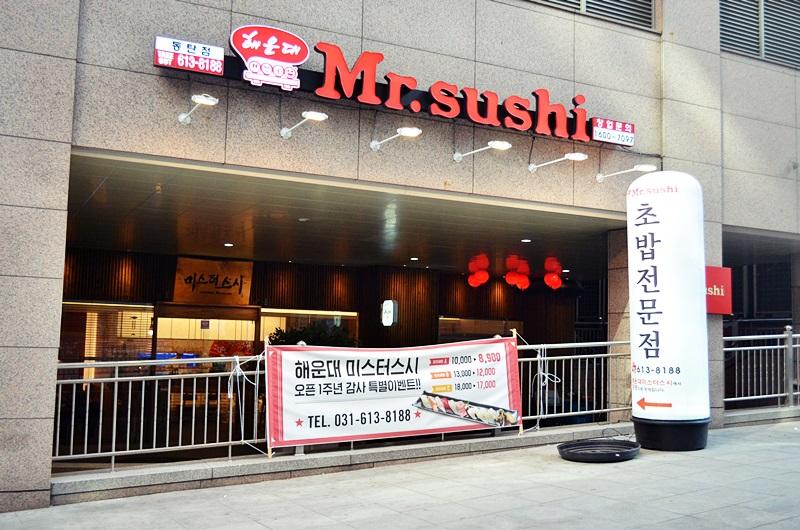 동탄점
613-8188
해운대
Mr.sushi
창업문의
1600-7097
미스터스시
해운대 미스터스시
오픈 1주년 감사 특별이벤트!!
TEL. 031-613-8188
10,000 8,900
13,000 12,000
18,000 17,000
Mr.sushi
초밥전문점
613-8188